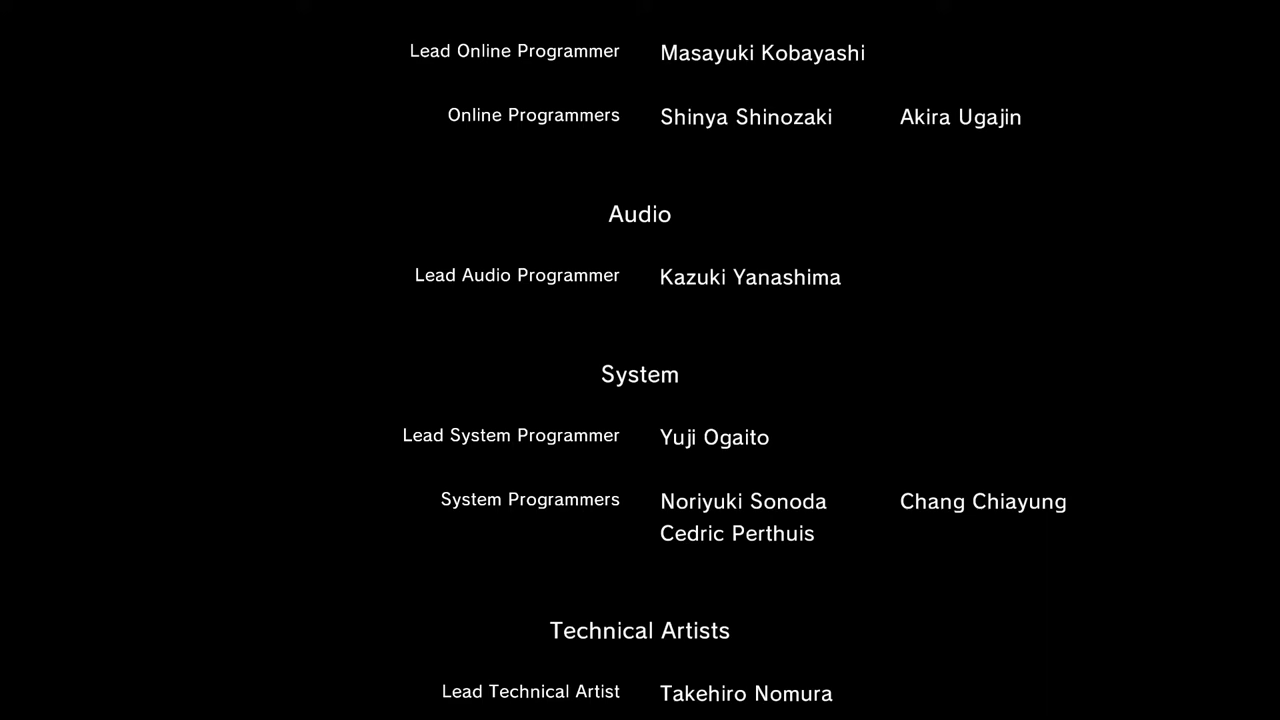 Lead Online Programmer Masayuki Kobayashi
Online Programmers Shinya Shinozaki Akira Ugajin
Audio
Lead Audio Programmer Kazuki Yanashima
System
Lead System Programmer Yuji Ogaito
System Programmers Noriyuki Sonoda Chang Chiayung
Cedric Perthuis
Technical Artists
Lead Technical Artist Takehiro Nomura